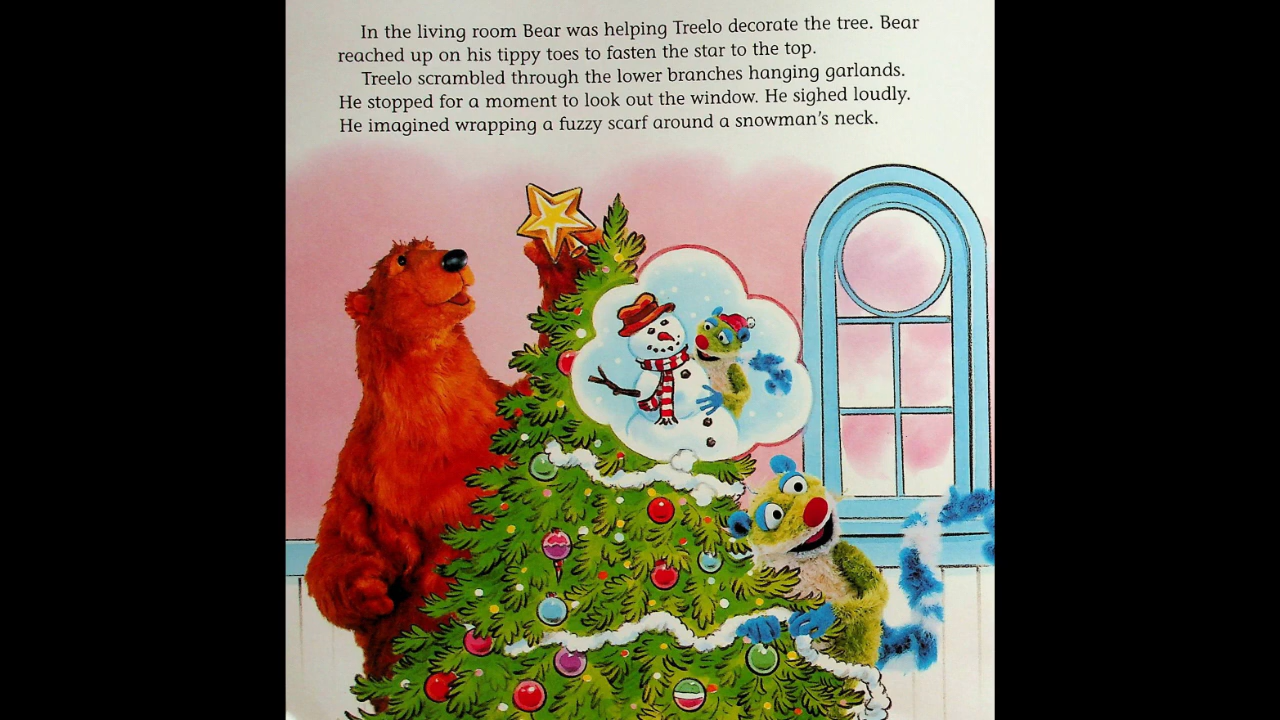 In the living room Bear was helping Treelo decorate the tree. Bear
reached up on his tippy toes to fasten the star to the top.
Treelo scrambled through the lower branches hanging garlands.
He stopped for a moment to look out the window. He sighed loudly.
He imagined wrapping a fuzzy scarf around a snowman's neck.